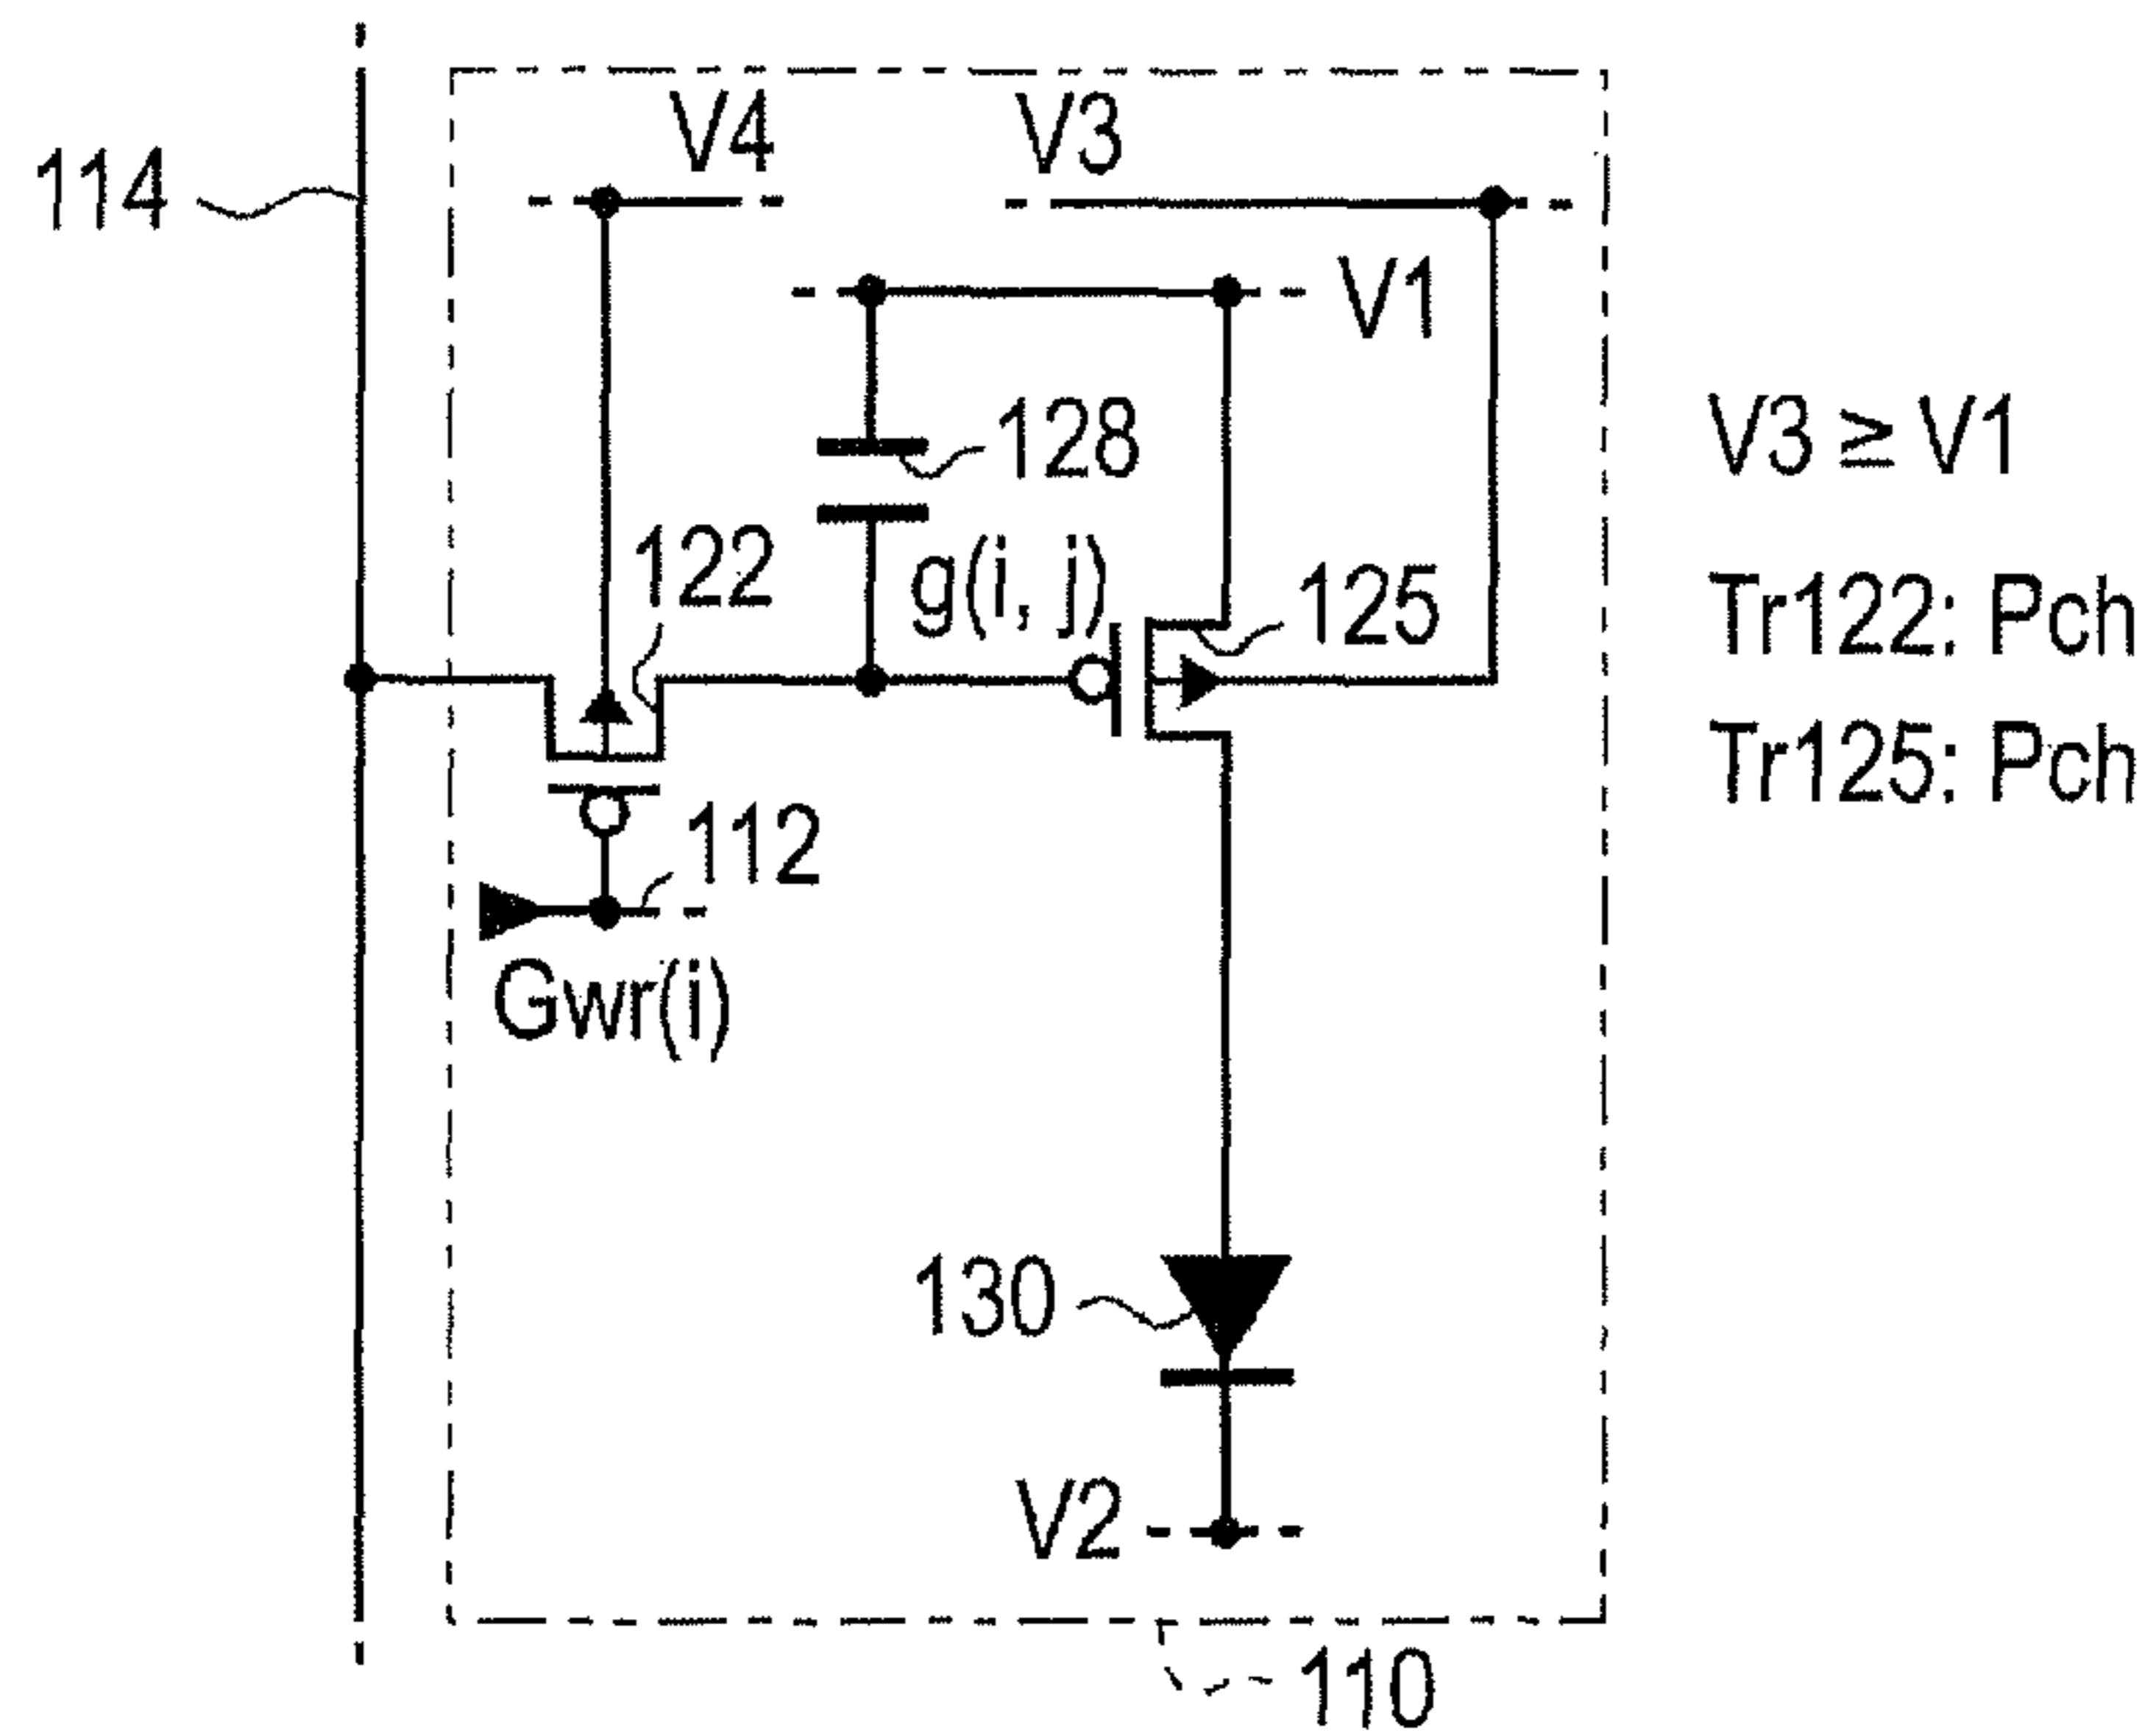 V4
V3
114
V1
128
V3 ≥ V1
122
g(i, j)
125
Tr122: Pch
Tr125: Pch
112
Gwr(i)
130
V2
110